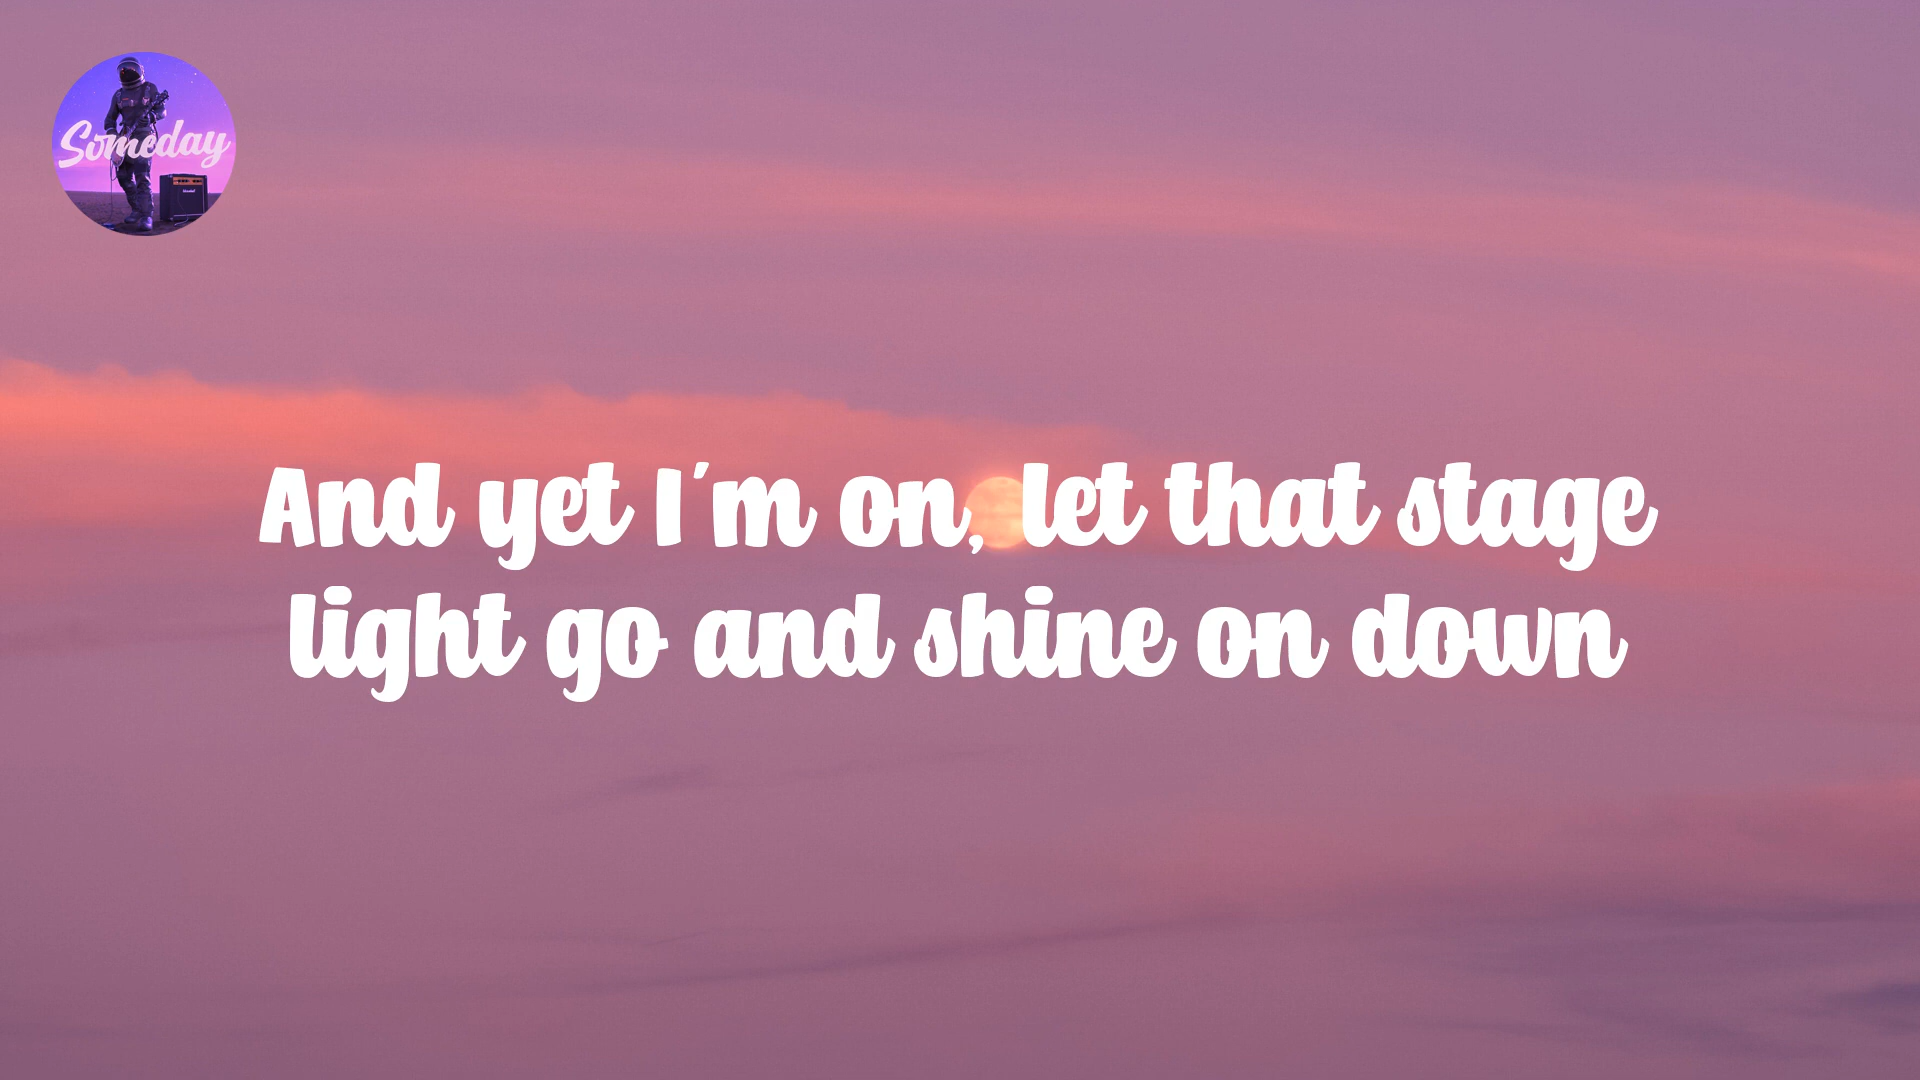 Someday
And yet I'm on, let that stage
light go and shine on down